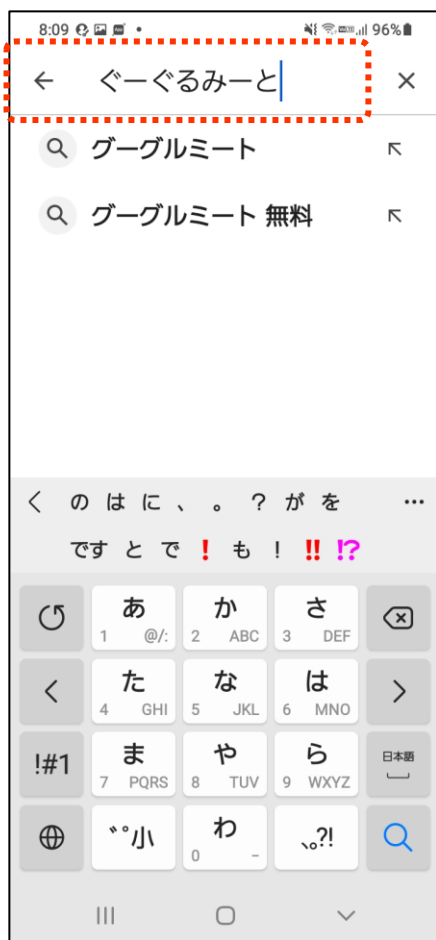 8:09 96%
ぐーぐるみーと
グーグルミート
グーグルミート 無料
の は に 、 。 ? が を …
です と で ! も ! !! !?
あ 1 @/: か 2 ABC さ 3 DEF
た 4 GHI な 5 JKL は 6 MNO
!#1 ま 7 PQRS や 8 TUV ら 9 WXYZ 日本語
゛゜小 わ 0 - 、。?!